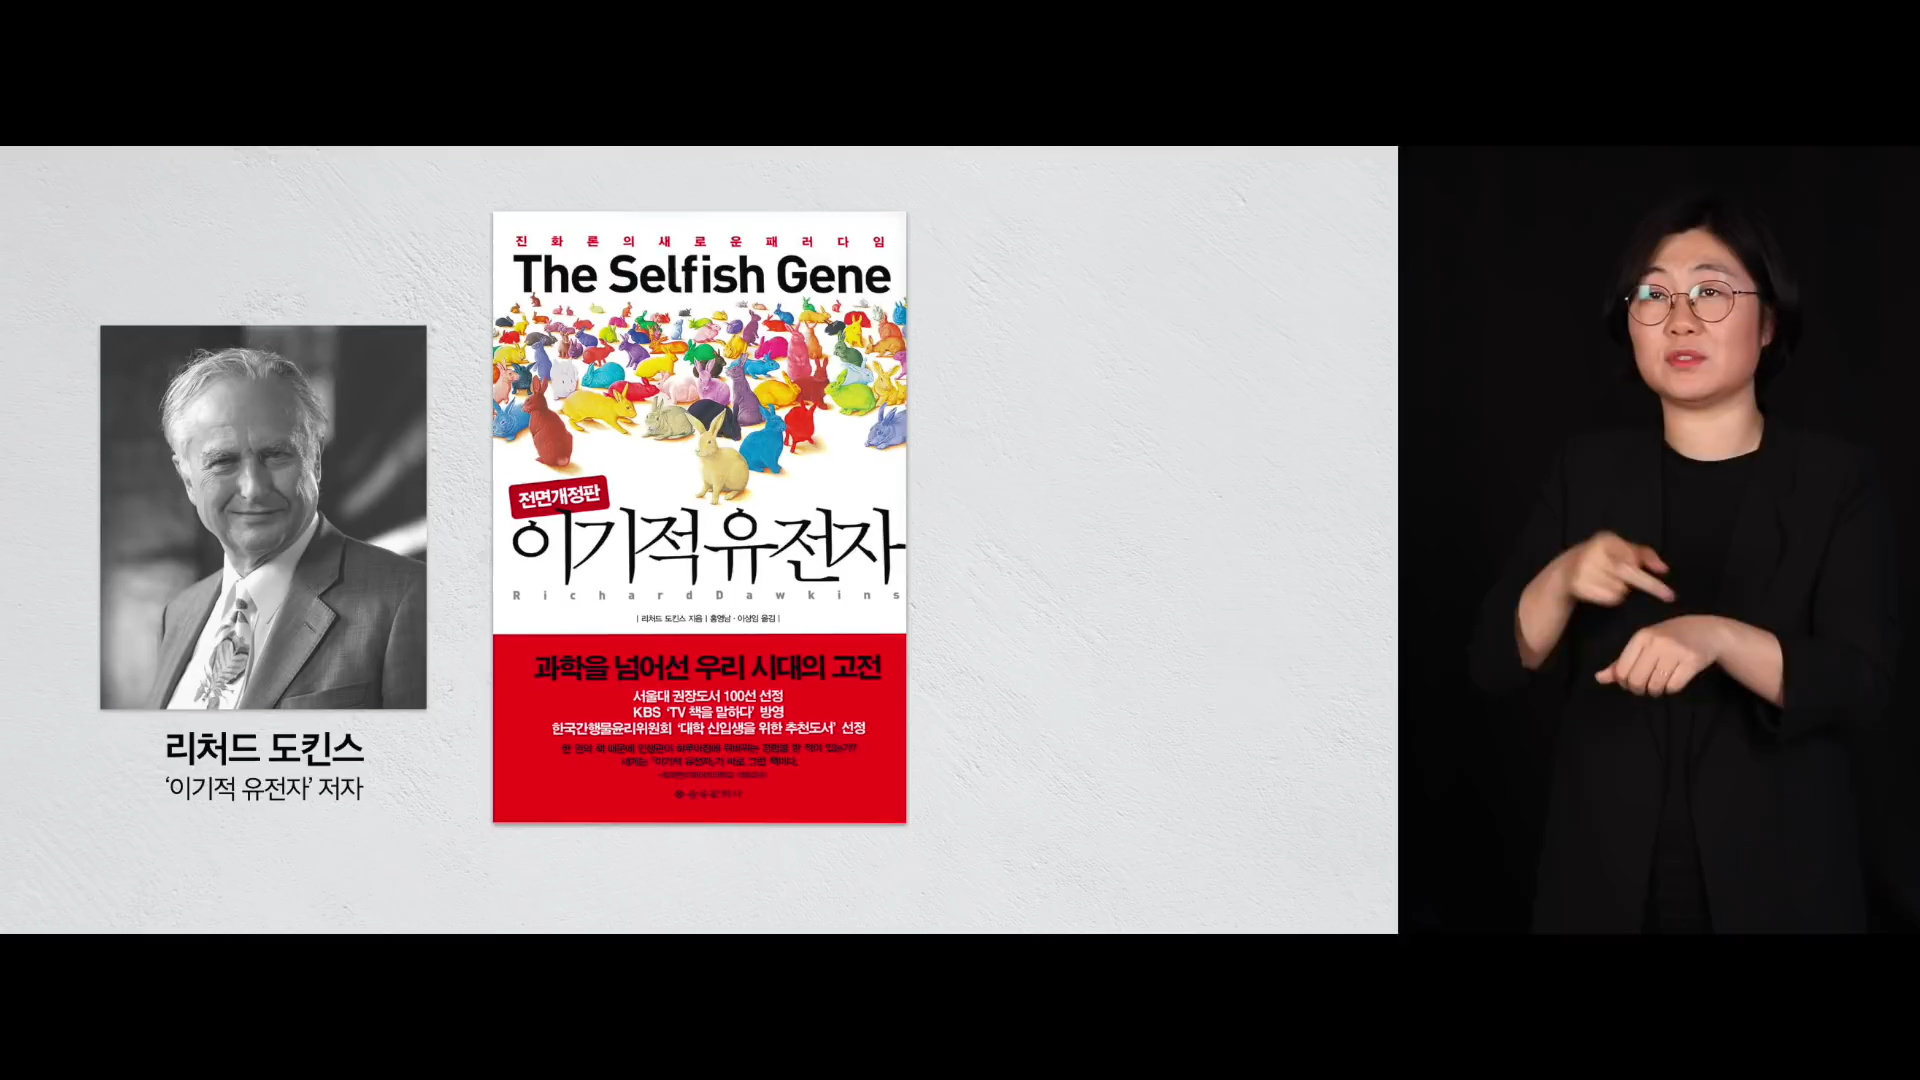 진화론의새로운패러다임
The Selfish Gene
전면개정판
이기적 유전자
Richard Dawkins
| 리처드 도킨스 지음 | 홍영남·이상임 옮김 |
과학을 넘어선 우리 시대의 고전
서울대 권장도서 100선 선정
KBS ‘TV 책을 말하다’ 방영
한국간행물윤리위원회 ‘대학 신입생을 위한 추천도서’ 선정
리처드 도킨스
‘이기적 유전자’ 저자